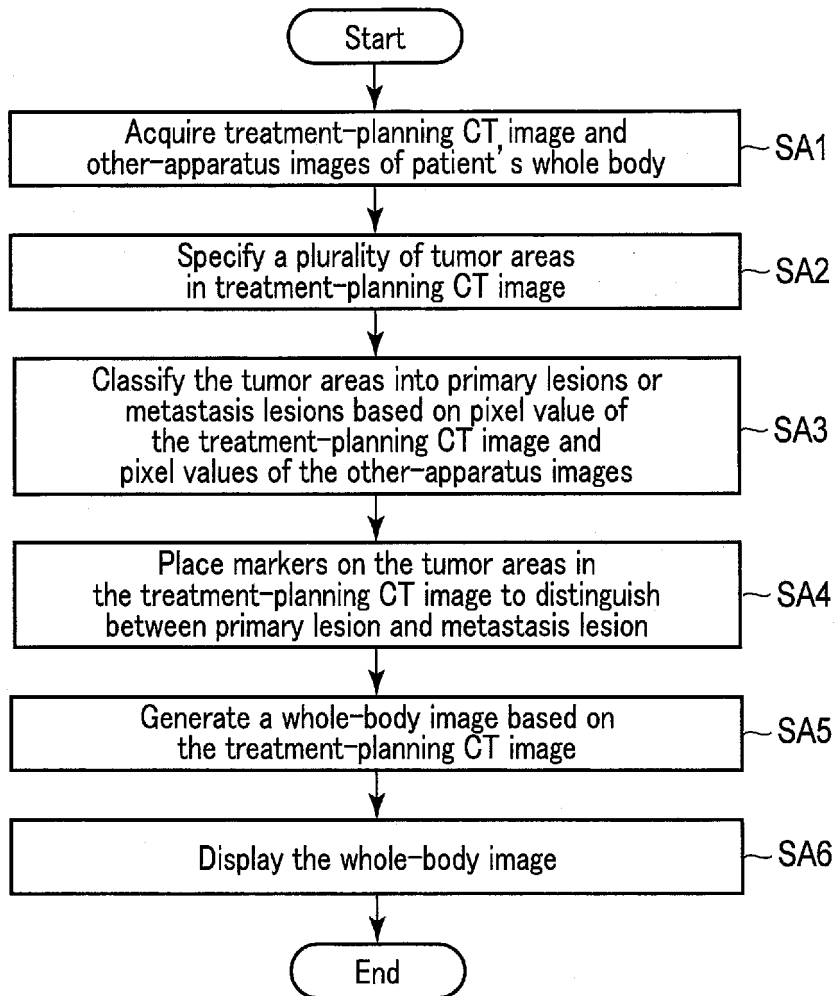 Start
Acquire treatment-planning CT, image and
other-apparatus images of patient's whole body
SA1
Specify a plurality of tumor areas
in treatment-planning CT image
SA2
Classify the tumor areas into primary lesions or
metastasis lesions based on pixel value of
the treatment-planning CT image and
pixel values of the other-apparatus images
SA3
Place markers on the tumor areas in
the treatment-planning CT image to distinguish
between primary lesion and metastasis lesion
SA4
Generate a whole-body image based on
the treatment-planning CT image
SA5
Display the whole-body image
SA6
End